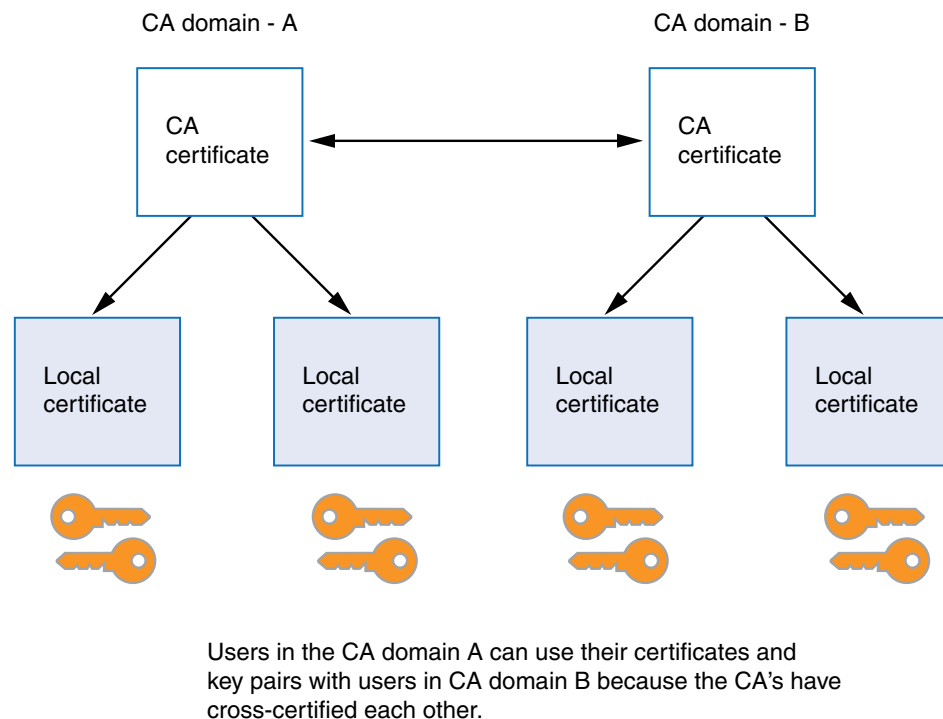 CA domain - A
CA domain - B
CA
certificate
CA
certificate
Local
certificate
Local
certificate
Local
certificate
Local
certificate
Users in the CA domain A can use their certificates and
key pairs with users in CA domain B because the CA's have
cross-certified each other.